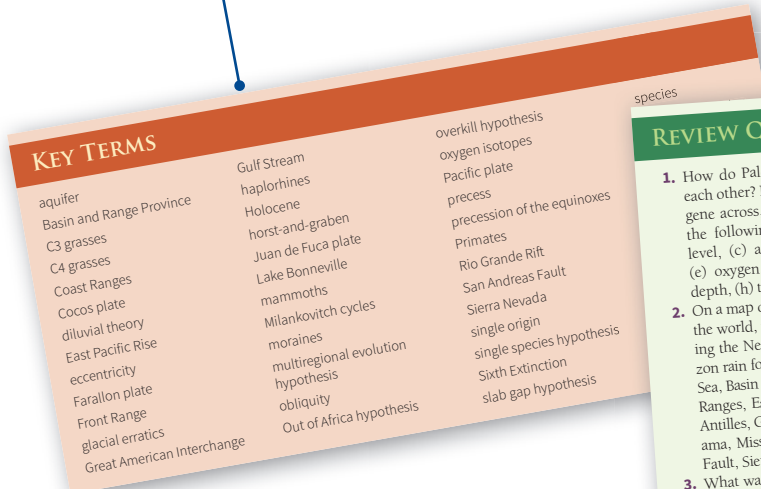 KEY TERMS
aquifer
Basin and Range Province
C3 grasses
C4 grasses
Coast Ranges
Cocos plate
diluvial theory
East Pacific Rise
eccentricity
Farallon plate
Front Range
glacial erratics
Great American Interchange
Gulf Stream
haplorhines
Holocene
horst-and-graben
Juan de Fuca plate
Lake Bonneville
mammoths
Milankovitch cycles
moraines
multiregional evolution
hypothesis
obliquity
Out of Africa hypothesis
overkill hypothesis
oxygen isotopes
Pacific plate
precess
precession of the equinoxes
Primates
Rio Grande Rift
San Andreas Fault
Sierra Nevada
single origin
single species hypothesis
Sixth Extinction
slab gap hypothesis
species
REVIEW
1. How do Pal
each other?
gene across
the followin
level, (c) a
(e) oxygen
depth, (h) t
2. On a map o
the world,
ing the Ne
zon rain fo
Sea, Basin
Ranges, E
Antilles, G
ama, Miss
Fault, Sie
3. What wa